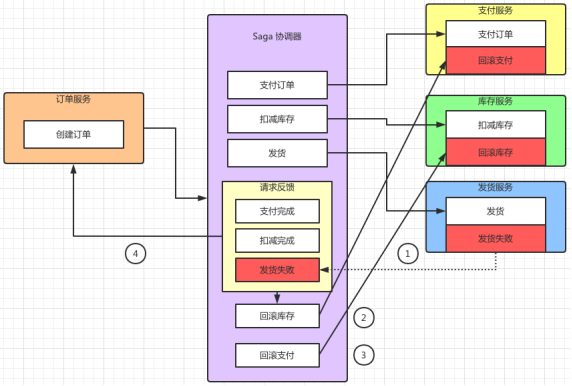 支付服务
支付订单
回滚支付
Saga 协调器
支付订单
订单服务
创建订单
库存服务
扣减库存
扣减库存
回滚库存
发货
请求反馈
支付完成
扣减完成
发货失败
发货服务
发货
发货失败
1
4
回滚库存
2
回滚支付
3